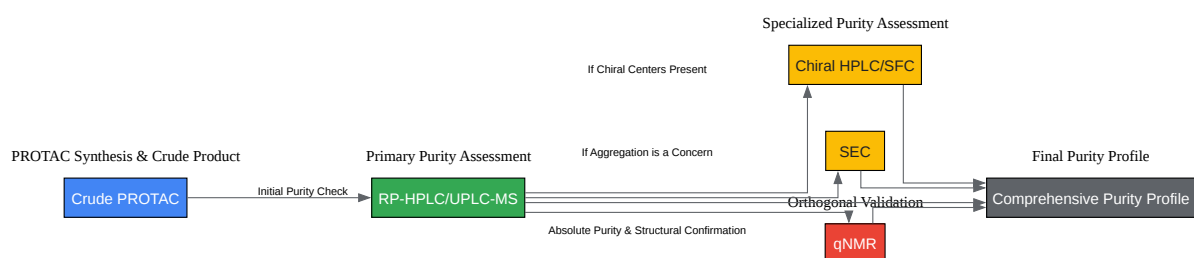 Specialized Purity Assessment
Chiral HPLC/SFC
If Chiral Centers Present
PROTAC Synthesis & Crude Product
Primary Purity Assessment
If Aggregation is a Concern
SEC
Final Purity Profile
Crude PROTAC
Initial Purity Check
RP-HPLC/UPLC-MS
Orthogonal Validation
Comprehensive Purity Profile
Absolute Purity & Structural Confirmation
qNMR